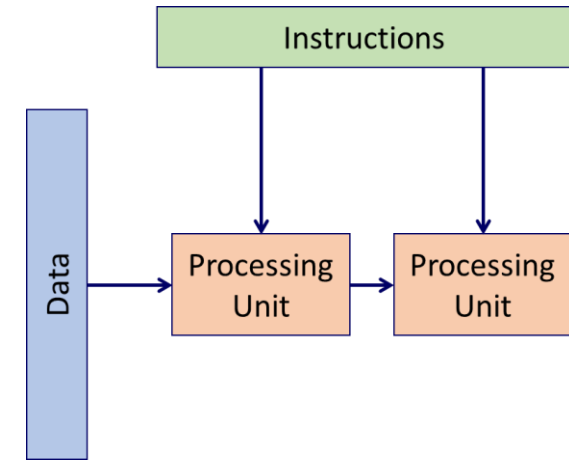 Instructions
Data
Processing
Unit
Processing
Unit